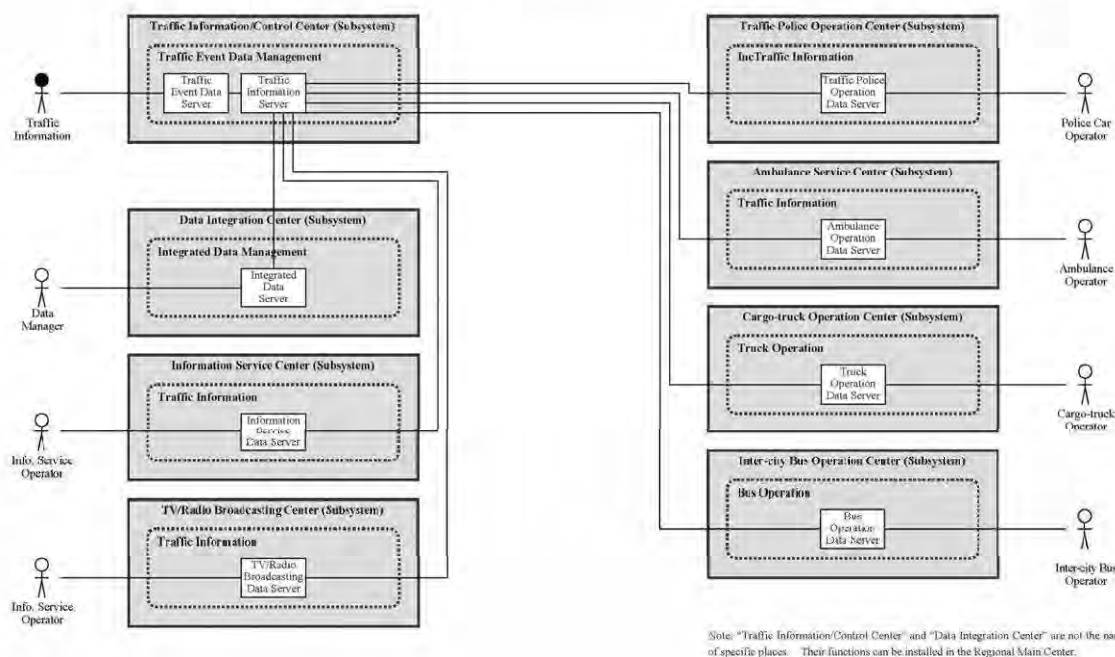 Traffic Information/Control Center (Subsystem)
Traffic Event Data Management
Traffic
Event Data
Server
Traffic
Information
Server
Traffic
Information
Data Integration Center (Subsystem)
Integrated Data Management
Integrated
Data
Server
Data
Manager
Information Service Center (Subsystem)
Traffic Information
Information
Service
Data Server
Info. Service
Operator
TV/Radio Broadcasting Center (Subsystem)
Traffic Information
TV/Radio
Broadcasting
Data Server
Info. Service
Operator
Traffic Police Operation Center (Subsystem)
IncTraffic Information
Traffic Police
Operation
Data Server
Police Car
Operator
Ambulance Service Center (Subsystem)
Traffic Information
Ambulance
Operation
Data Server
Ambulance
Operator
Cargo-truck Operation Center (Subsystem)
Truck Operation
Truck
Operation
Data Server
Cargo-truck
Operator
Inter-city Bus Operation Center (Subsystem)
Bus Operation
Bus
Operation
Data Server
Inter-city Bus
Operator
Note: "Traffic Information/Control Center" and "Data Integration Center" are not the na
of specific places. Their functions can be installed in the Regional Main Center.